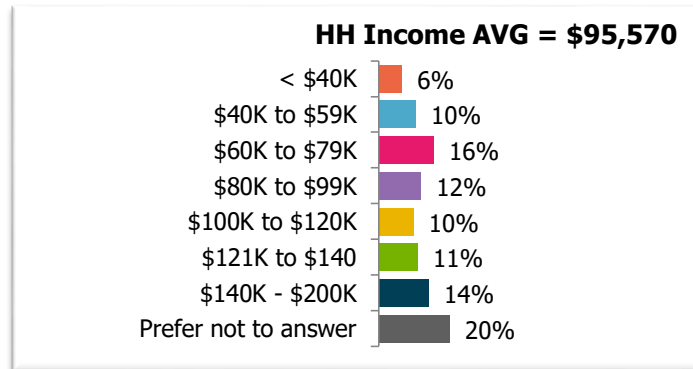 HH Income AVG = $95,570
< $40K 6%
$40K to $59K 10%
$60K to $79K 16%
$80K to $99K 12%
$100K to $120K 10%
$121K to $140 11%
$140K - $200K 14%
Prefer not to answer 20%